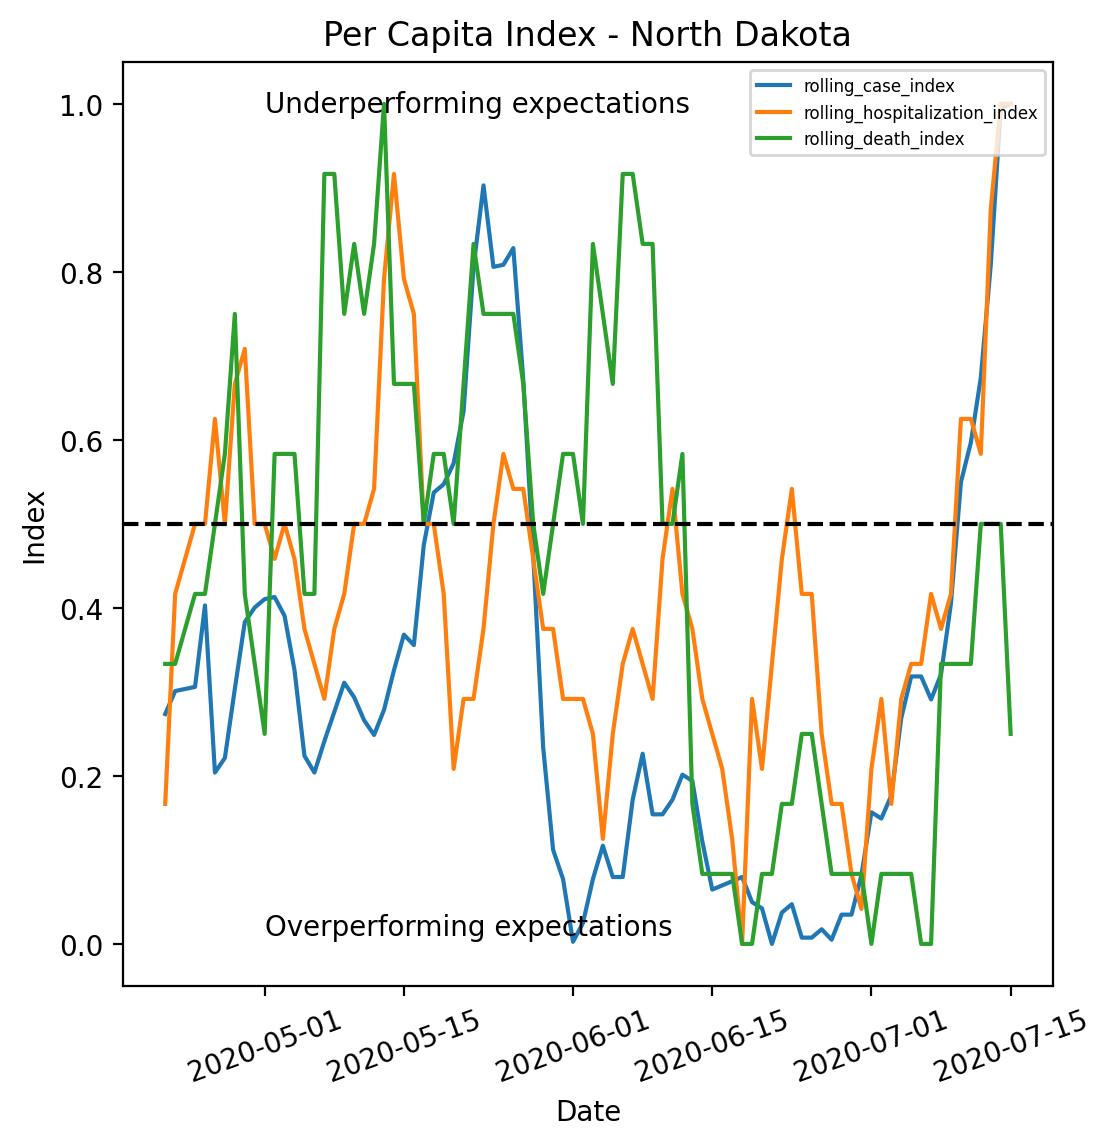 Per Capita Index - North Dakota
Underperforming expectations
rolling_case_index
rolling_hospitalization_index
rolling_death_index
1.0
0.8
0.6
0.4
0.2
0.0
Index
Overperforming expectations
2020-05-01
2020-05-15
2020-06-01
2020-06-15
2020-07-01
2020-07-15
Date